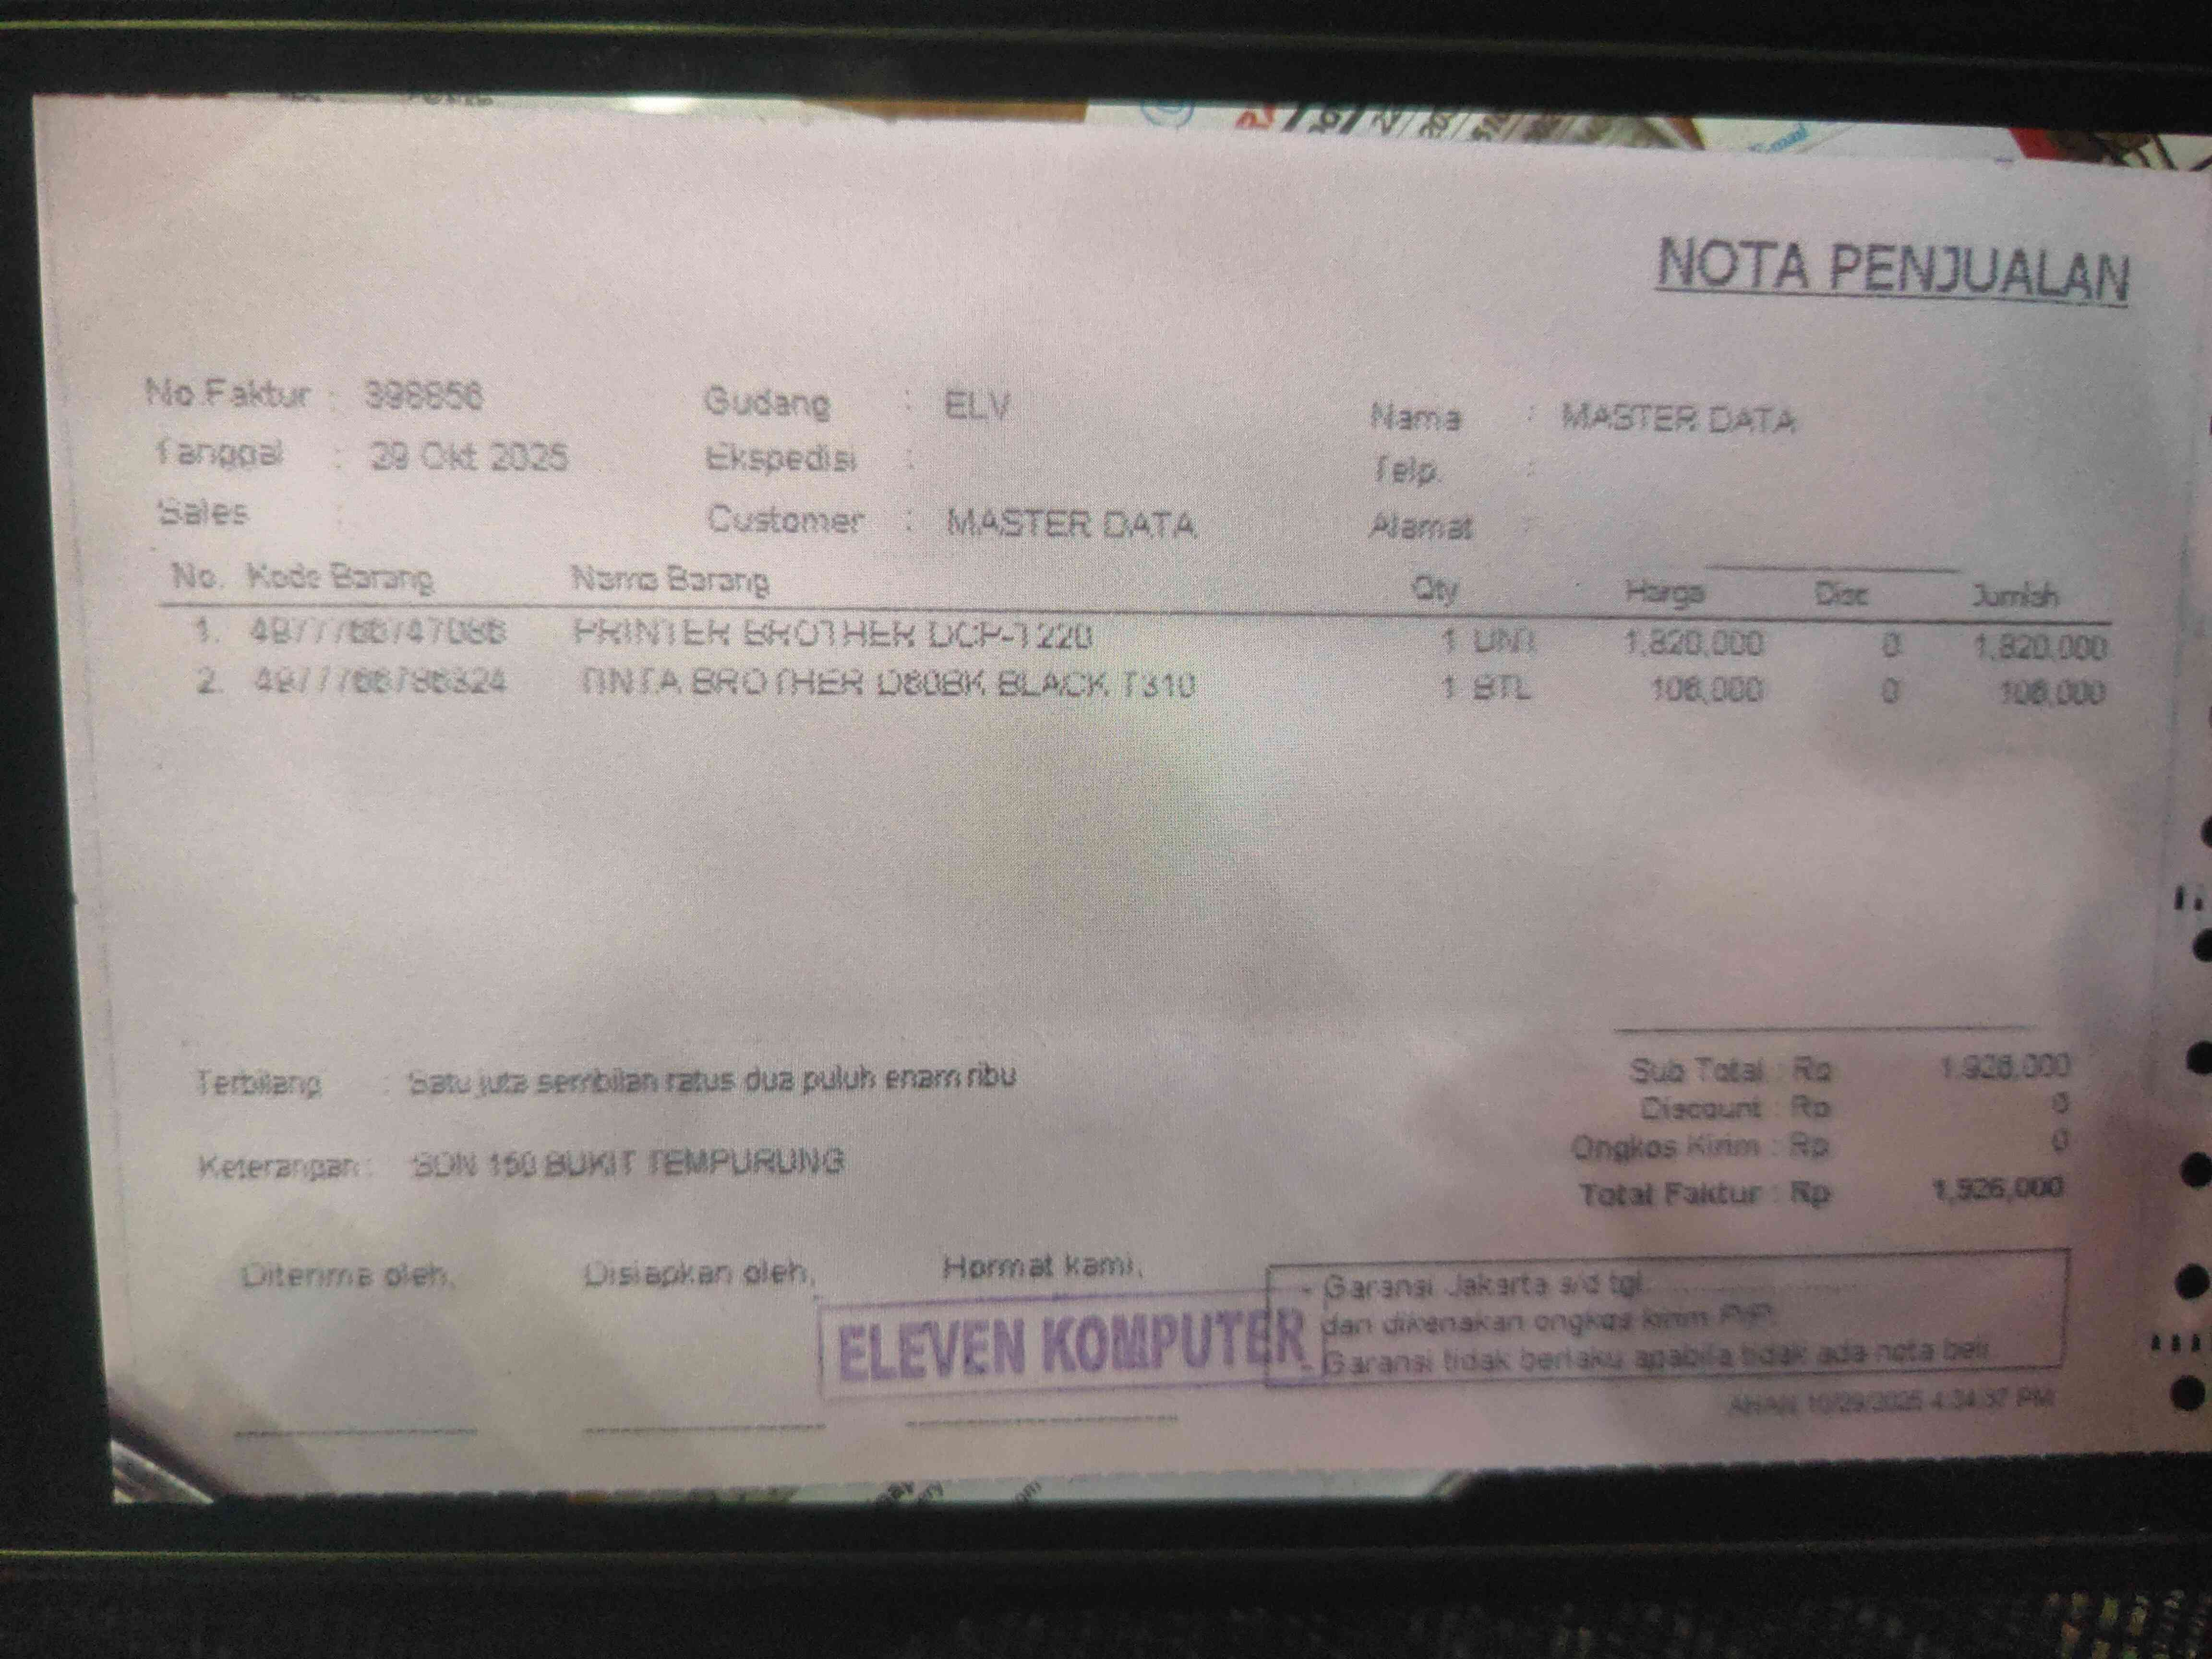 NOTA PENJUALAN
No.Faktur : 398856 Gudang : ELV Nama : MASTER DATA
Tanggal : 29 Okt 2025 Ekspedisi : Telp. :
Sales : Customer : MASTER DATA Alamat :
No. Kode Barang Nama Barang Qty Harga Disc Jumlah
1. PRINTER BROTHER DCP-T220 1 UNI 1,820,000 0 1,820,000
2. 4977766786324 TINTA BROTHER D60BK BLACK T310 1 BTL 106,000 0 106,000
Terbilang : Satu juta sembilan ratus dua puluh enam ribu
Sub Total : Rp 1,926,000
Discount : Rp 0
Ongkos Kirim : Rp 0
Keterangan : SDN 150 BUKIT TEMPURUNG
Total Faktur : Rp 1,926,000
Diterima oleh, Disiapkan oleh, Hormat kami,
ELEVEN KOMPUTER
- Garansi Jakarta s/d tgl
dan dikenakan ongkos kirim P/P.
- Garansi tidak berlaku apabila tidak ada nota beli.
10/29/2025 4:34:37 PM